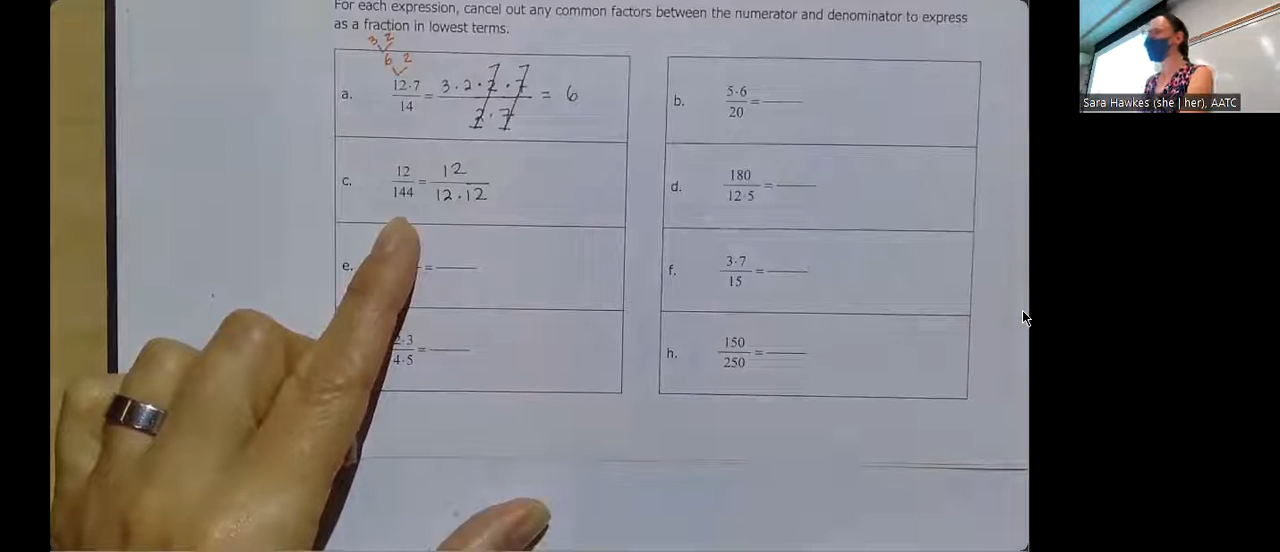 For each expression, cancel out any common factors between the numerator and denominator to express
as a fraction in lowest terms.
3 2
6 2
a. 12·7/14 = 3·2·2·7/2·7 = 6
b. 5·6/20 = ___
c. 12/144 = 12/12·12
d. 180/12·5 = ___
e. = ___
f. 3·7/15 = ___
2·3/4·5 = ___
h. 150/250 = ___
Sara Hawkes (she | her), AATC